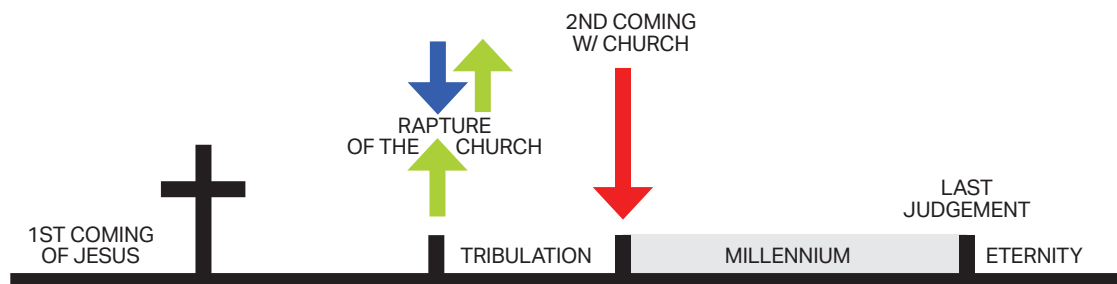 1ST COMING
OF JESUS
RAPTURE
OF THE CHURCH
TRIBULATION
2ND COMING
W/ CHURCH
MILLENNIUM
LAST
JUDGEMENT
ETERNITY